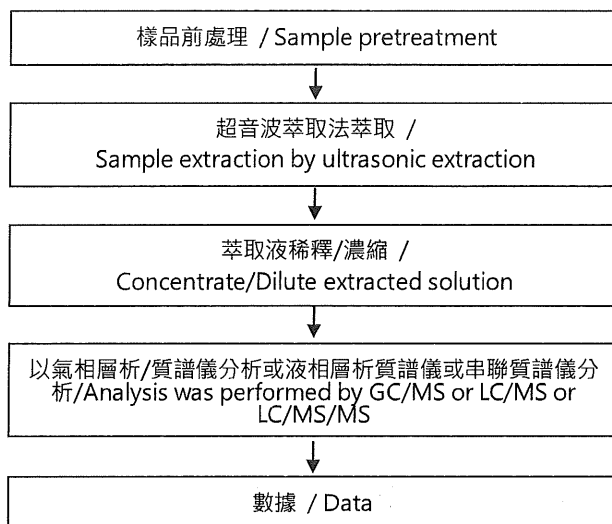 樣品前處理 / Sample pretreatment
超音波萃取法萃取 /
Sample extraction by ultrasonic extraction
萃取液稀釋/濃縮 /
Concentrate/Dilute extracted solution
以氣相層析/質譜儀分析或液相層析質譜儀或串聯質譜儀分
析/Analysis was performed by GC/MS or LC/MS or
LC/MS/MS
數據 / Data